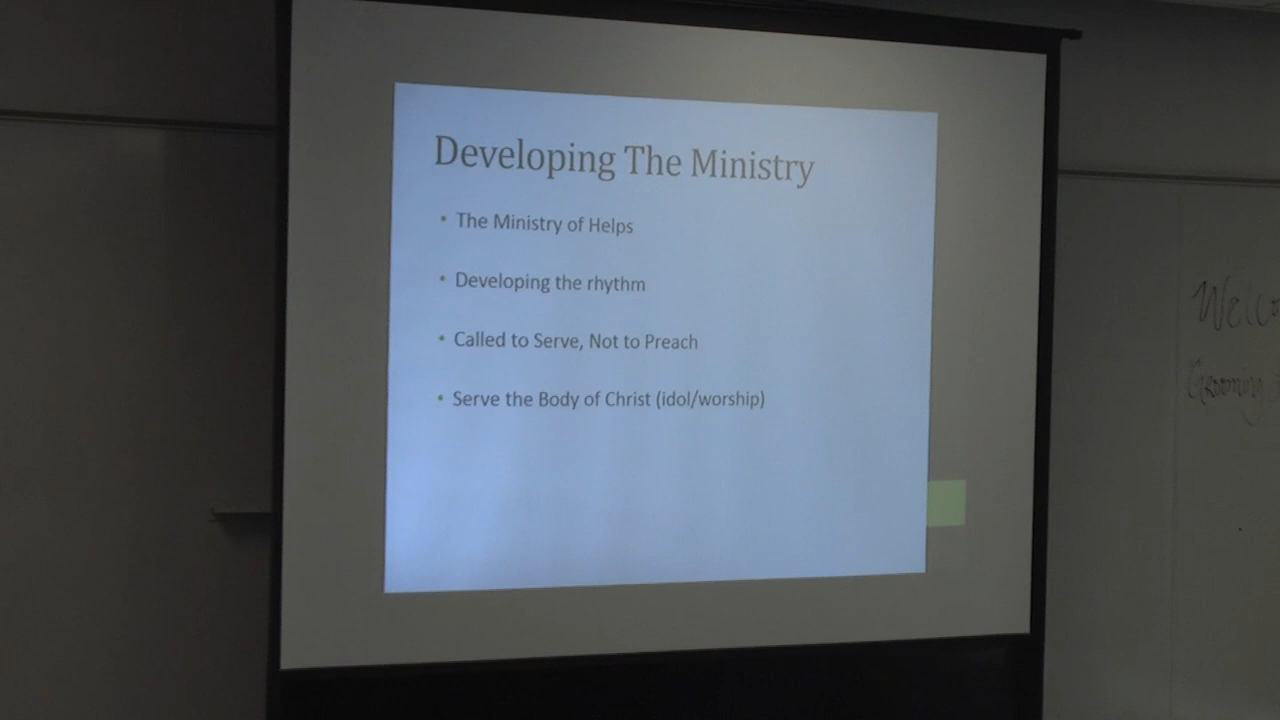 Developing The Ministry
• The Ministry of Helps
• Developing the rhythm
• Called to Serve, Not to Preach
• Serve the Body of Christ (idol/worship)
Grooming